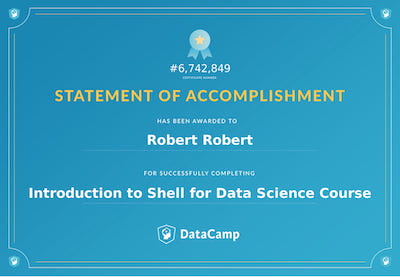 #6,742,849
CERTIFICATE NUMBER
STATEMENT OF ACCOMPLISHMENT
HAS BEEN AWARDED TO
Robert Robert
FOR SUCCESSFULLY COMPLETING
Introduction to Shell for Data Science Course
DataCamp